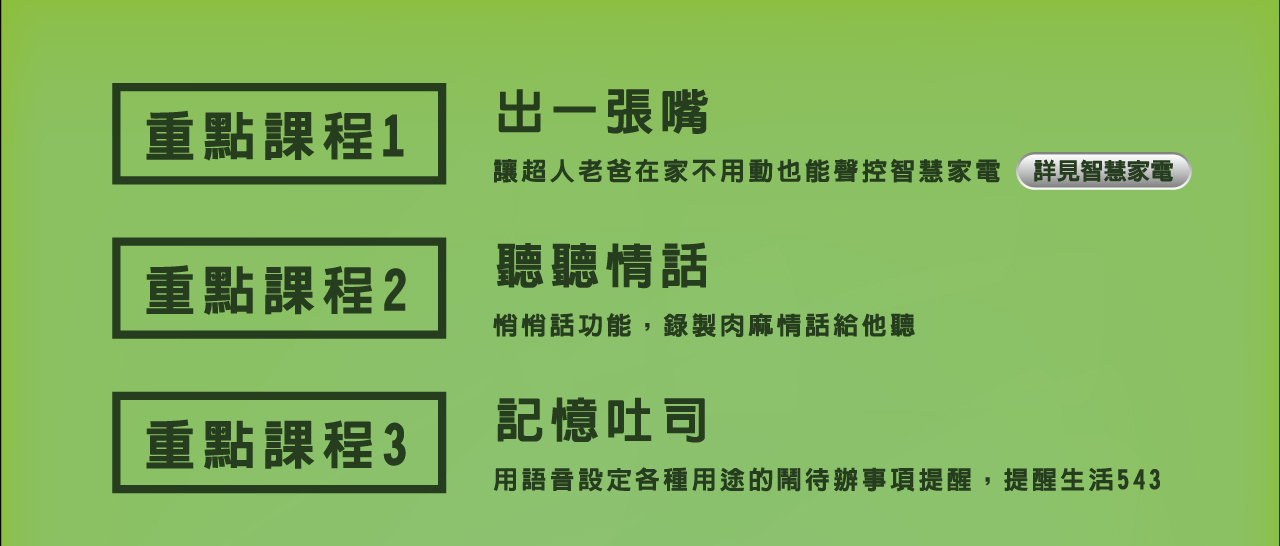 重點課程1
出一張嘴
讓超人老爸在家不用動也能聲控智慧家電 詳見智慧家電
重點課程2
聽聽情話
悄悄話功能，錄製肉麻情話給他聽
重點課程3
記憶吐司
用語音設定各種用途的鬧待辦事項提醒，提醒生活543